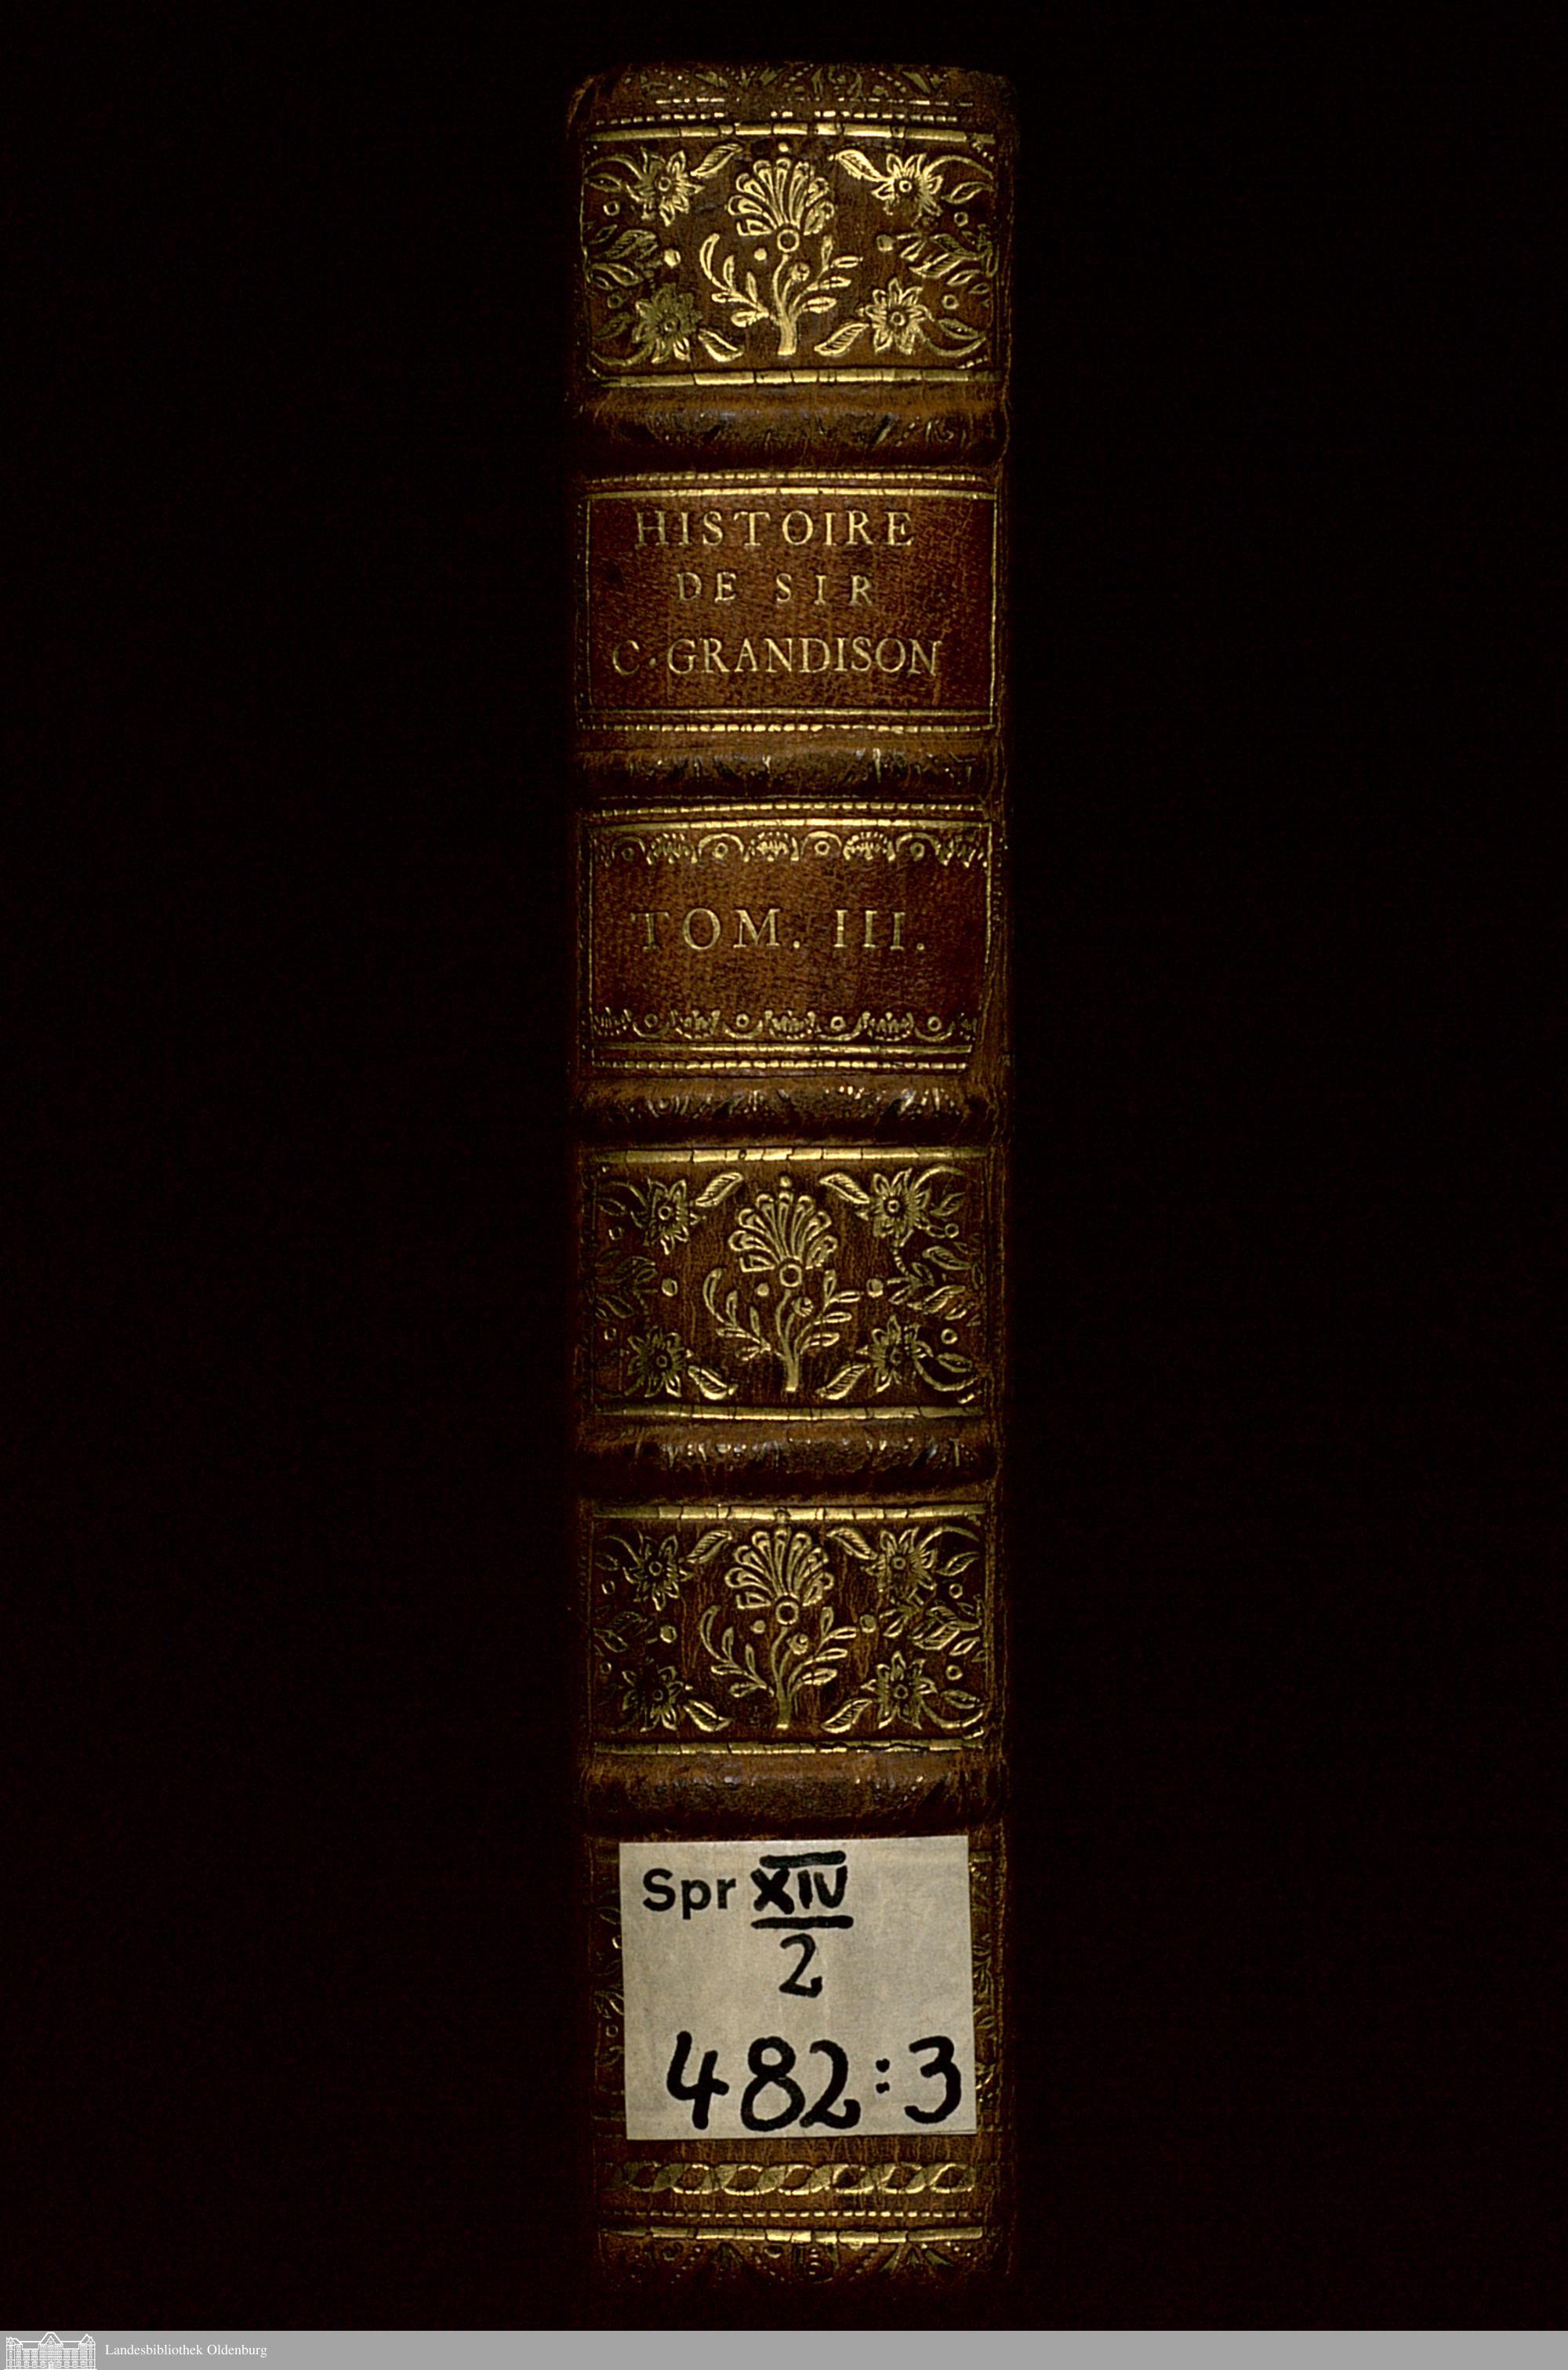 HISTOIRE
DE SIR
C. GRANDISON
TOM. III.
Spr XIV
2
482:3
Landesbibliothek Oldenburg